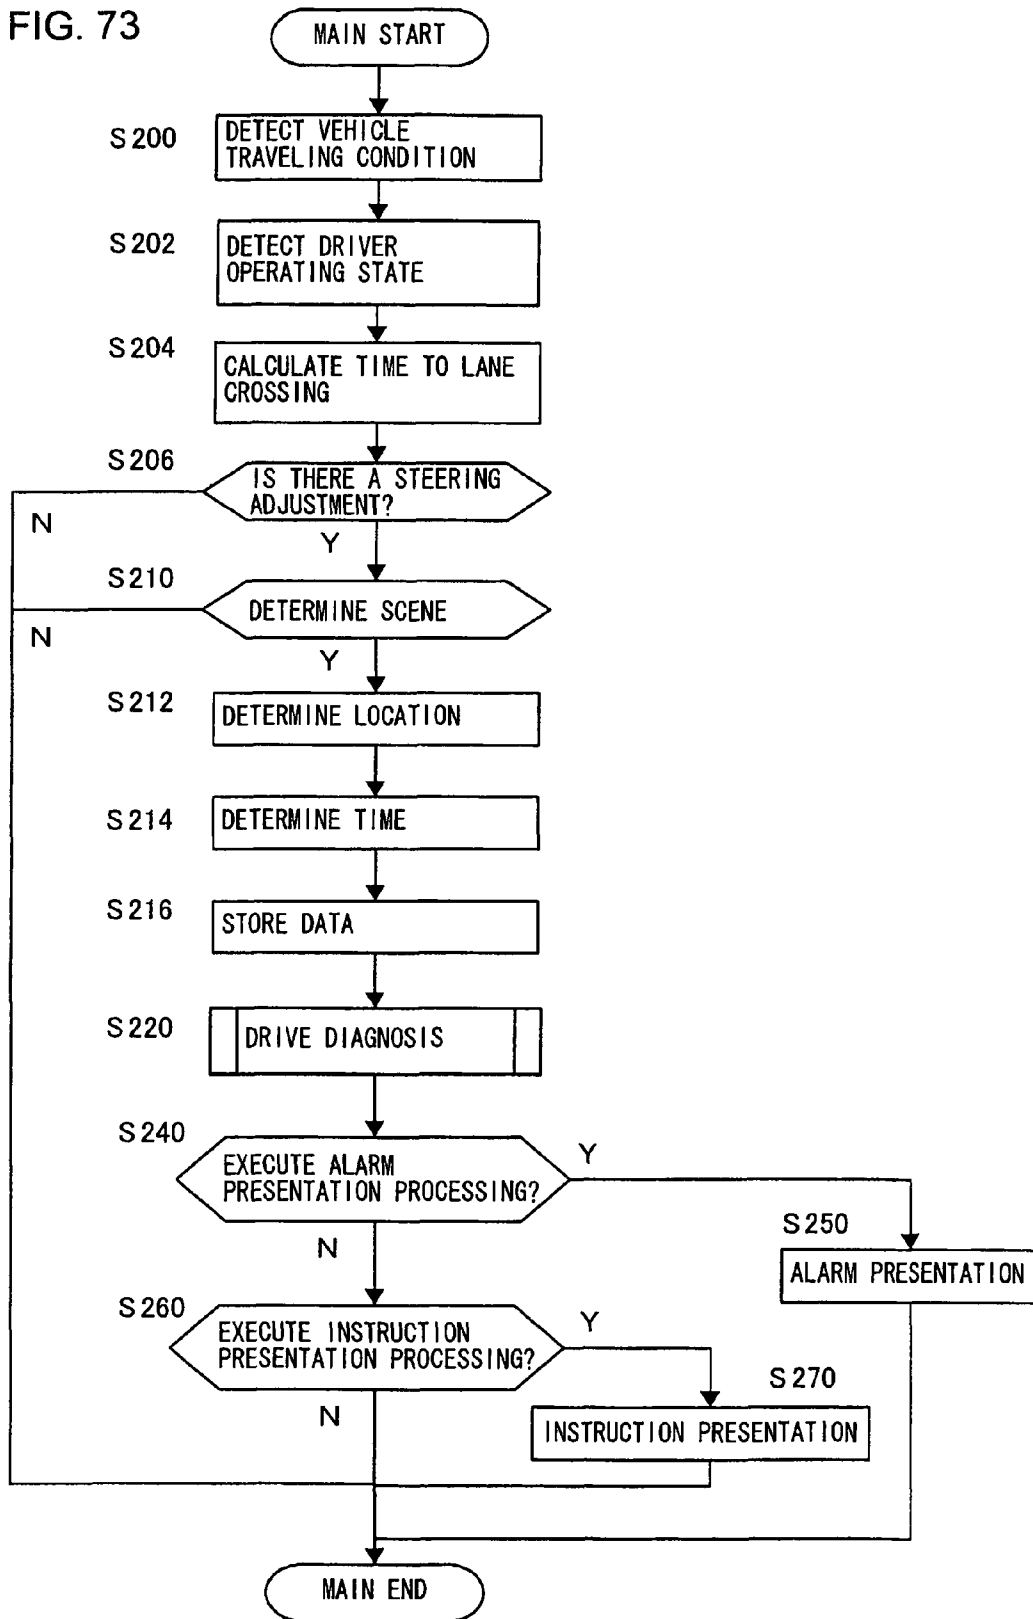 FIG. 73
MAIN START
S200
DETECT VEHICLE
TRAVELING CONDITION
S202
DETECT DRIVER
OPERATING STATE
S204
CALCULATE TIME TO LANE
CROSSING
S206
IS THERE A STEERING
ADJUSTMENT?
N
Y
S210
DETERMINE SCENE
N
Y
S212
DETERMINE LOCATION
S214
DETERMINE TIME
S216
STORE DATA
S220
DRIVE DIAGNOSIS
S240
EXECUTE ALARM
PRESENTATION PROCESSING?
Y
N
S250
ALARM PRESENTATION
S260
EXECUTE INSTRUCTION
PRESENTATION PROCESSING?
Y
N
S270
INSTRUCTION PRESENTATION
MAIN END